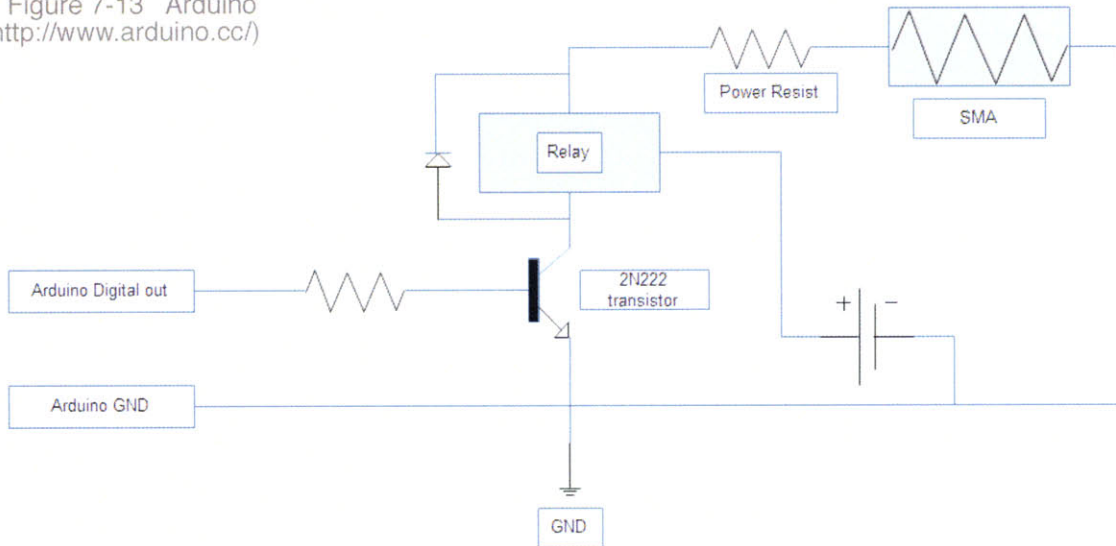 Figure 7-13 Arduino
http://www.arduino.cc/)
Power Resist
SMA
Relay
Arduino Digital out
2N222
transistor
+ −
Arduino GND
GND